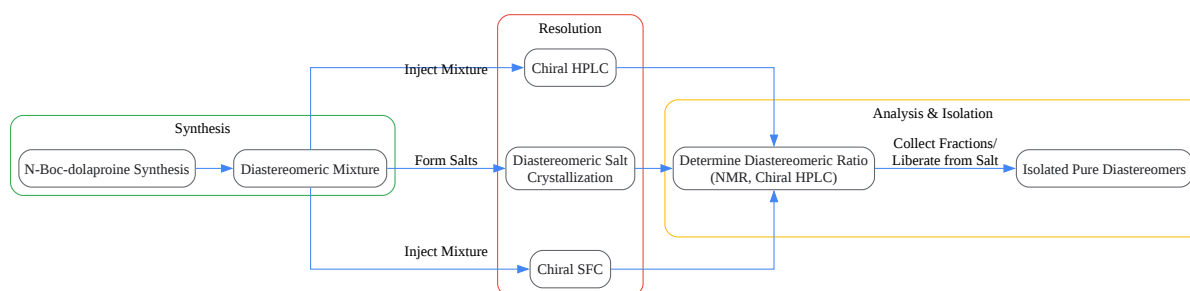 Resolution
Inject Mixture
Chiral HPLC
Synthesis
N-Boc-dolaproine Synthesis
Diastereomeric Mixture
Form Salts
Diastereomeric Salt
Crystallization
Analysis & Isolation
Determine Diastereomeric Ratio
(NMR, Chiral HPLC)
Collect Fractions/
Liberate from Salt
Isolated Pure Diastereomers
Inject Mixture
Chiral SFC